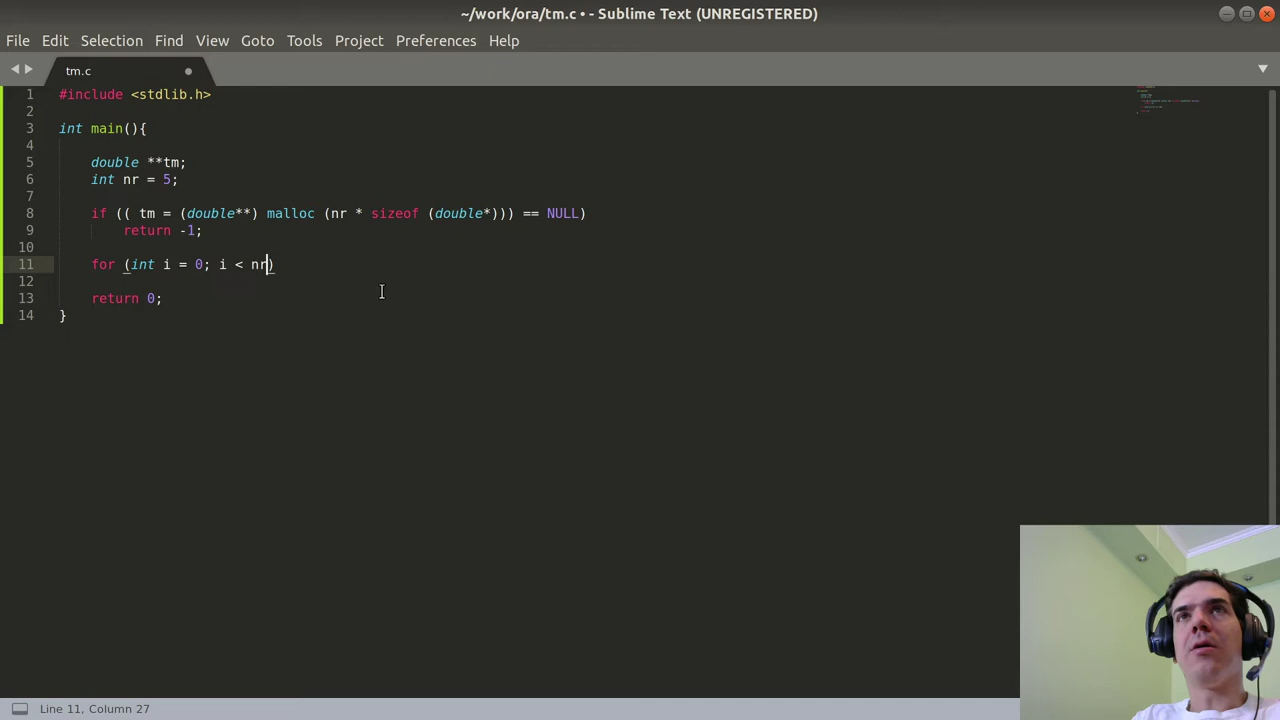 ~/work/ora/tm.c • - Sublime Text (UNREGISTERED)
File Edit Selection Find View Goto Tools Project Preferences Help
tm.c
1 #include <stdlib.h>
2
3 int main(){
4
5 double **tm;
6 int nr = 5;
7
8 if (( tm = (double**) malloc (nr * sizeof (double*))) == NULL)
9 return -1;
10
11 for (int i = 0; i < nr)
12
13 return 0;
14 }
Line 11, Column 27